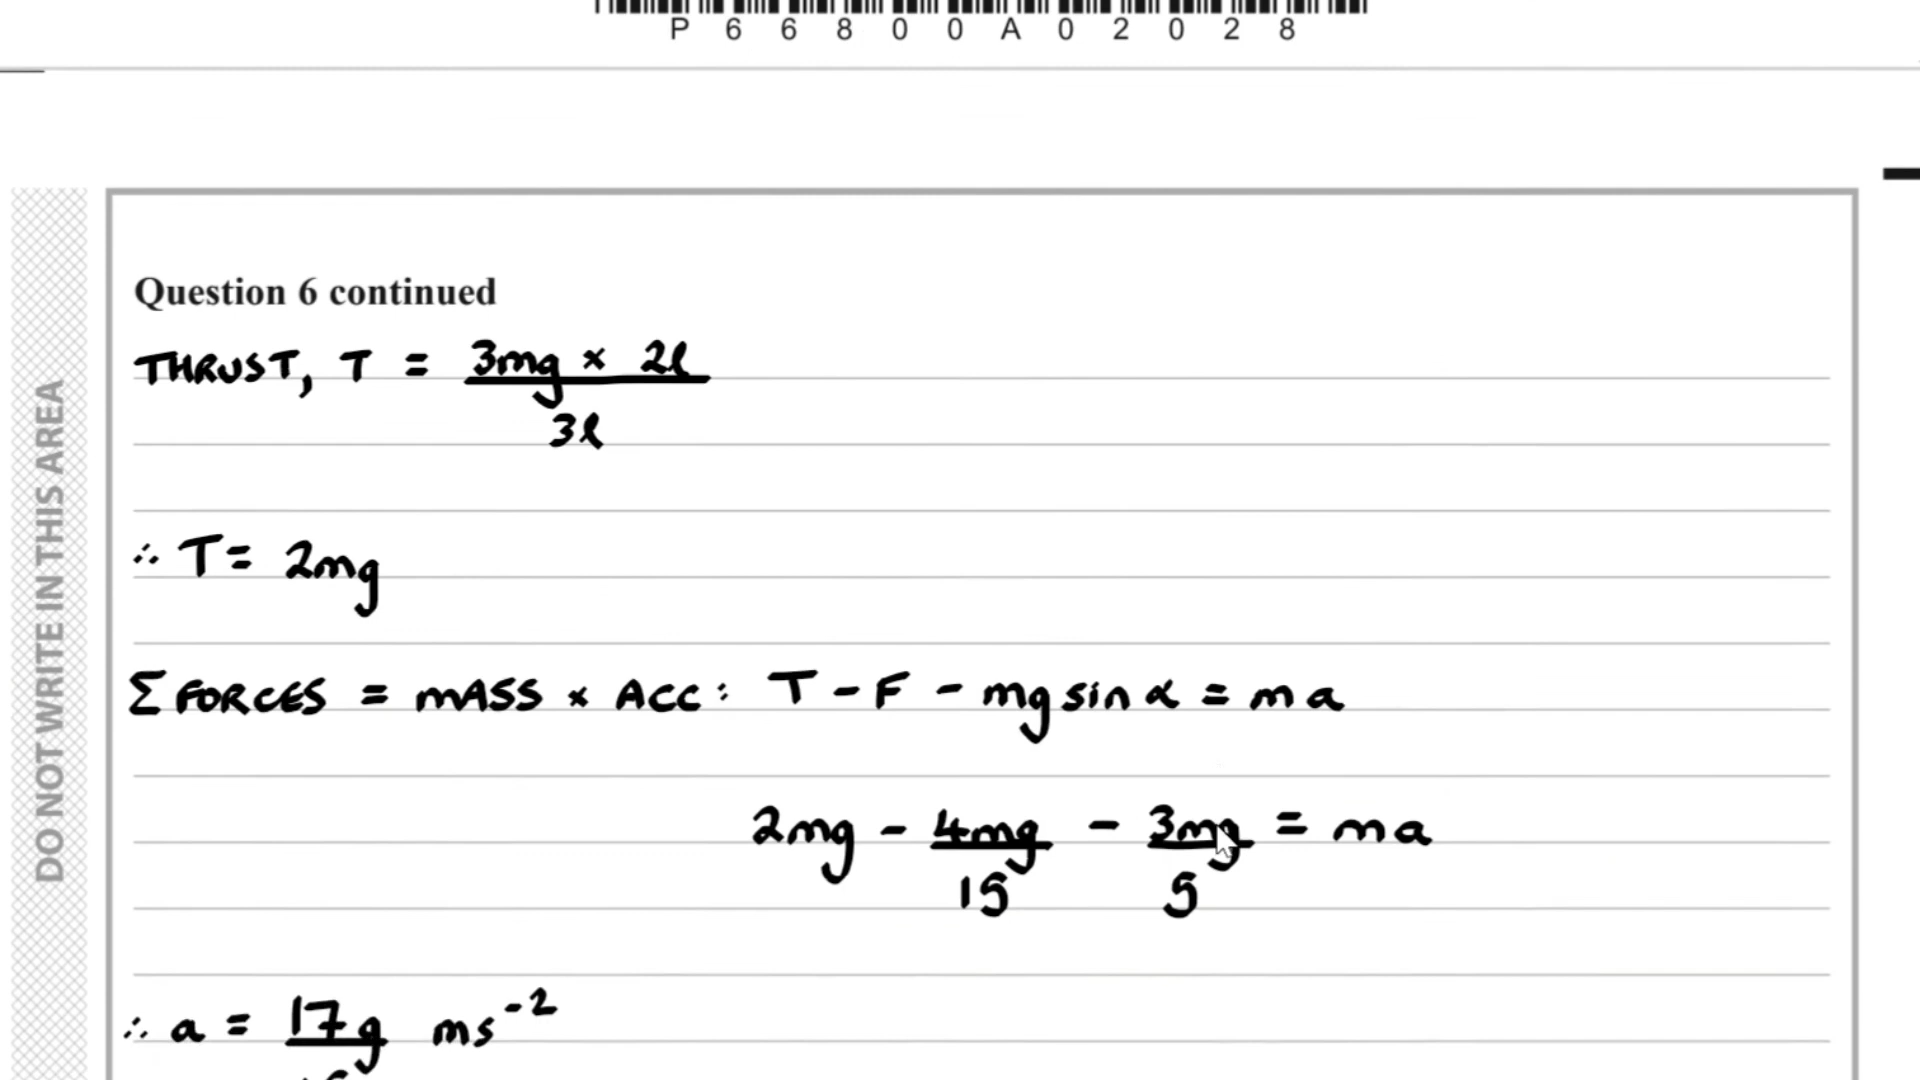 P 6 6 8 0 0 A 0 2 0 2 8
DO NOT WRITE IN THIS AREA
Question 6 continued
THRUST, T = 3mg × 2l
3l
∴ T = 2mg
Σ FORCES = MASS × ACC: T - F - mg sin α = ma
2mg - 4mg/15 - 3mg/5 = ma
∴ a = 17g ms⁻²